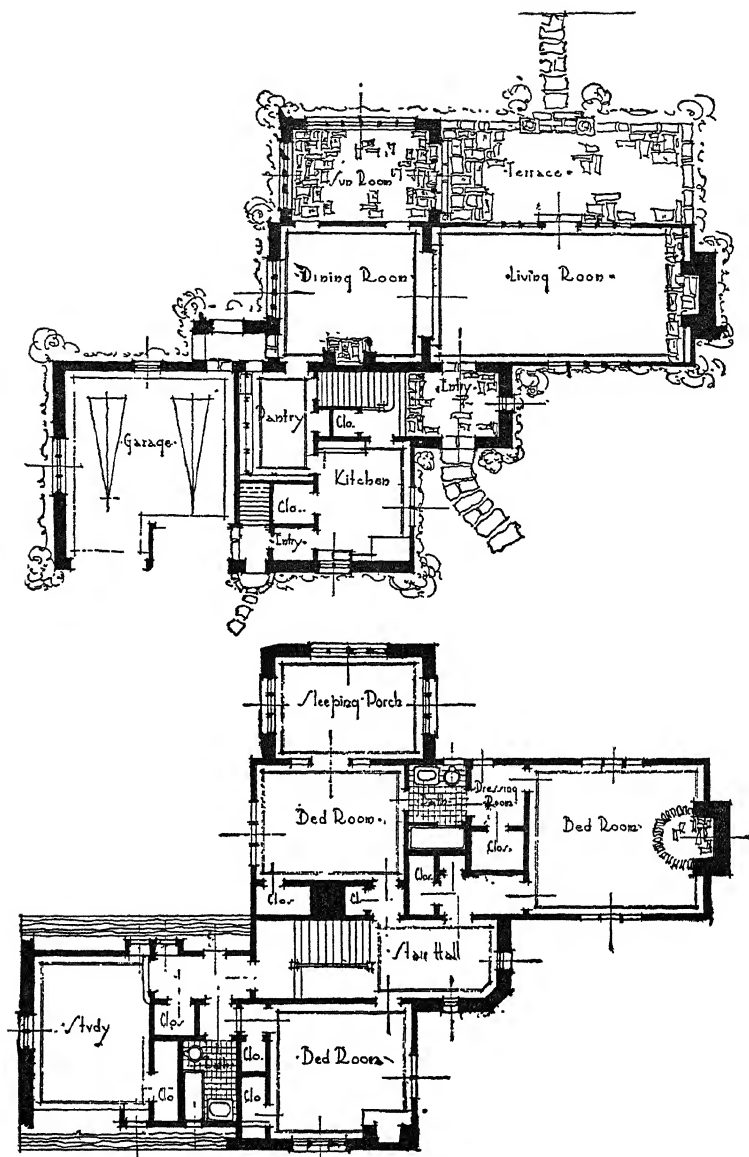 Sun Room
Terrace
Dining Room
Living Room
Entry
Pantry
Clo.
Garage
Kitchen
Clo..
Entry
Sleeping Porch
Bed Room
Bath
Dressing
Room
Bed Room
Clos.
Clo.
Clos
Cl
Stair Hall
Study
Clos
Bath
Clo.
Bed Room
Clo
Clo